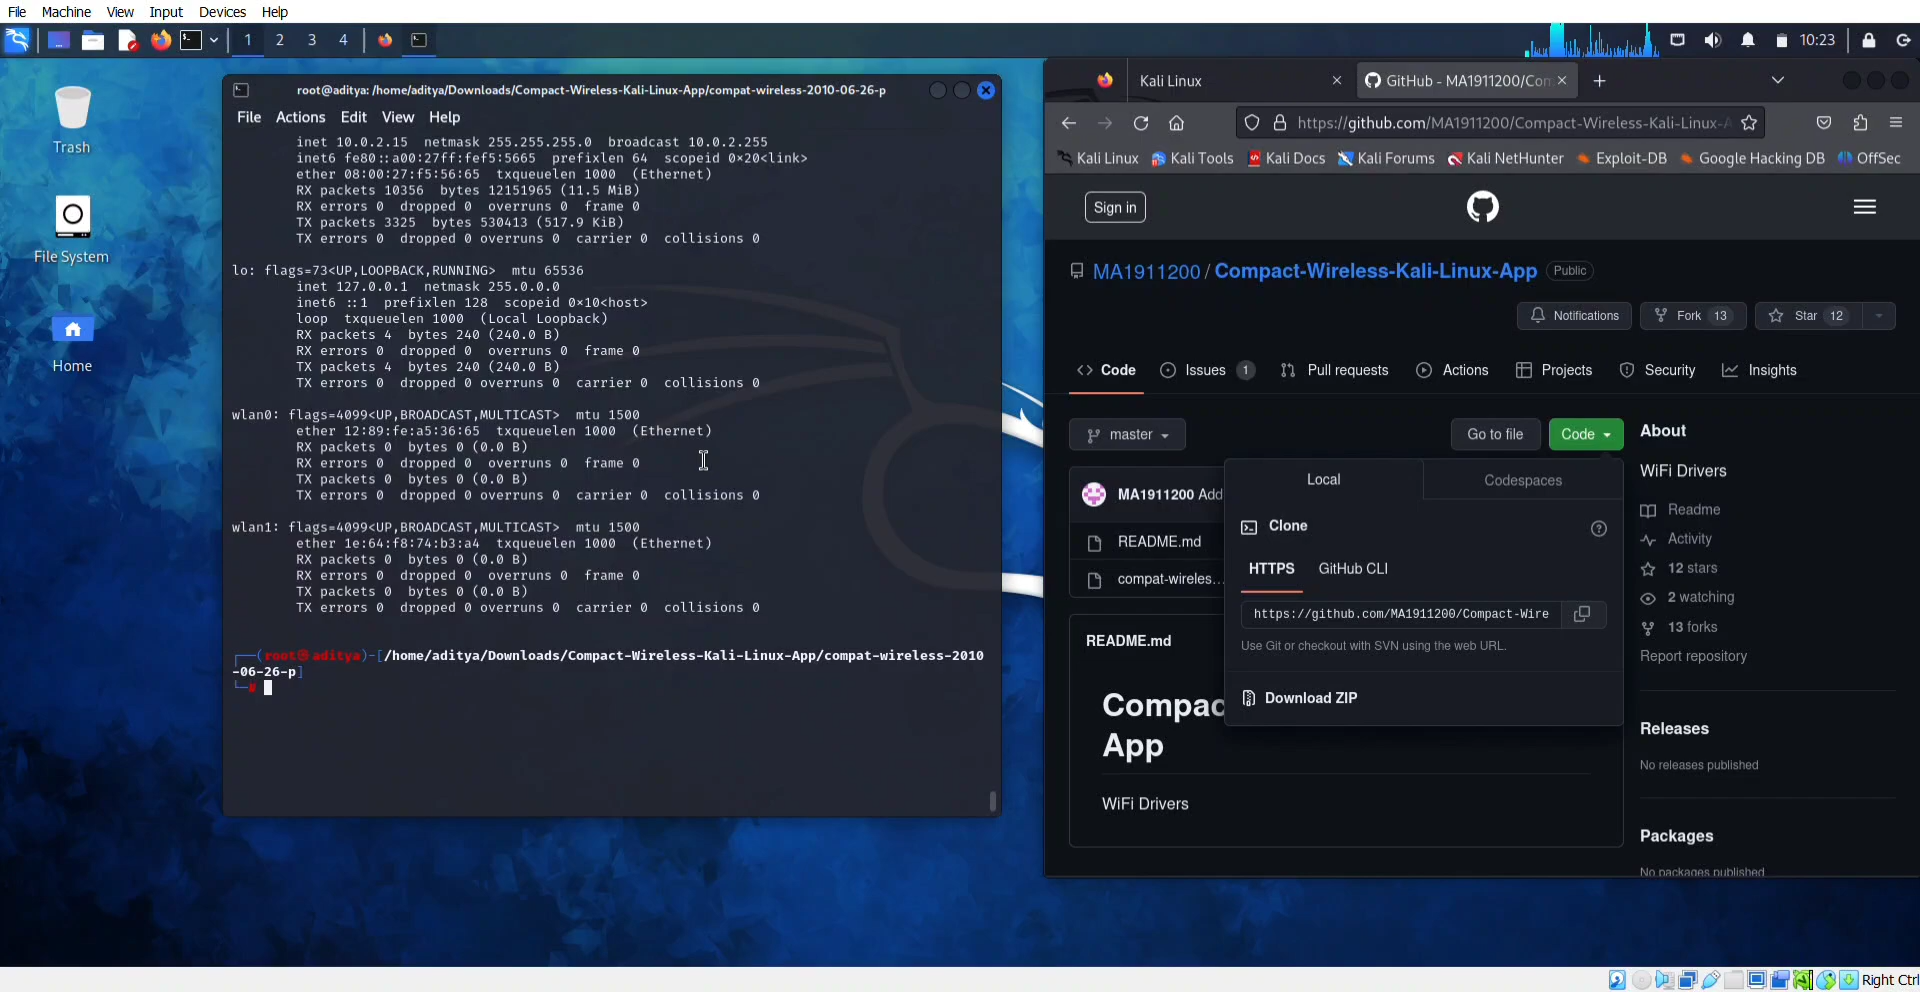 File Machine View Input Devices Help
1 2 3 4
10:23
Trash
File System
Home
root@aditya: /home/aditya/Downloads/Compact-Wireless-Kali-Linux-App/compat-wireless-2010-06-26-p
File Actions Edit View Help
inet 10.0.2.15 netmask 255.255.255.0 broadcast 10.0.2.255
inet6 fe80::a00:27ff:fef5:5665 prefixlen 64 scopeid 0×20<link>
ether 08:00:27:f5:56:65 txqueuelen 1000 (Ethernet)
RX packets 10356 bytes 12151965 (11.5 MiB)
RX errors 0 dropped 0 overruns 0 frame 0
TX packets 3325 bytes 530413 (517.9 KiB)
TX errors 0 dropped 0 overruns 0 carrier 0 collisions 0
lo: flags=73<UP,LOOPBACK,RUNNING> mtu 65536
inet 127.0.0.1 netmask 255.0.0.0
inet6 ::1 prefixlen 128 scopeid 0×10<host>
loop txqueuelen 1000 (Local Loopback)
RX packets 4 bytes 240 (240.0 B)
RX errors 0 dropped 0 overruns 0 frame 0
TX packets 4 bytes 240 (240.0 B)
TX errors 0 dropped 0 overruns 0 carrier 0 collisions 0
wlan0: flags=4099<UP,BROADCAST,MULTICAST> mtu 1500
ether 12:89:fe:a5:36:65 txqueuelen 1000 (Ethernet)
RX packets 0 bytes 0 (0.0 B)
RX errors 0 dropped 0 overruns 0 frame 0
TX packets 0 bytes 0 (0.0 B)
TX errors 0 dropped 0 overruns 0 carrier 0 collisions 0
wlan1: flags=4099<UP,BROADCAST,MULTICAST> mtu 1500
ether 1e:64:f8:74:b3:a4 txqueuelen 1000 (Ethernet)
RX packets 0 bytes 0 (0.0 B)
RX errors 0 dropped 0 overruns 0 frame 0
TX packets 0 bytes 0 (0.0 B)
TX errors 0 dropped 0 overruns 0 carrier 0 collisions 0
┌──(root㉿aditya)-[/home/aditya/Downloads/Compact-Wireless-Kali-Linux-App/compat-wireless-2010
-06-26-p]
└─#
Kali Linux
GitHub - MA1911200/Com
https://github.com/MA1911200/Compact-Wireless-Kali-Linux-A
Kali Linux Kali Tools Kali Docs Kali Forums Kali NetHunter Exploit-DB Google Hacking DB OffSec
Sign in
MA1911200 / Compact-Wireless-Kali-Linux-App Public
Notifications Fork 13 Star 12
Code Issues 1 Pull requests Actions Projects Security Insights
master Go to file Code
MA1911200 Add
README.md
compat-wireles...
Local Codespaces
Clone
HTTPS GitHub CLI
https://github.com/MA1911200/Compact-Wire
Use Git or checkout with SVN using the web URL.
Download ZIP
README.md
Compac
App
WiFi Drivers
About
WiFi Drivers
Readme
Activity
12 stars
2 watching
13 forks
Report repository
Releases
No releases published
Packages
No packages published
Right Ctrl